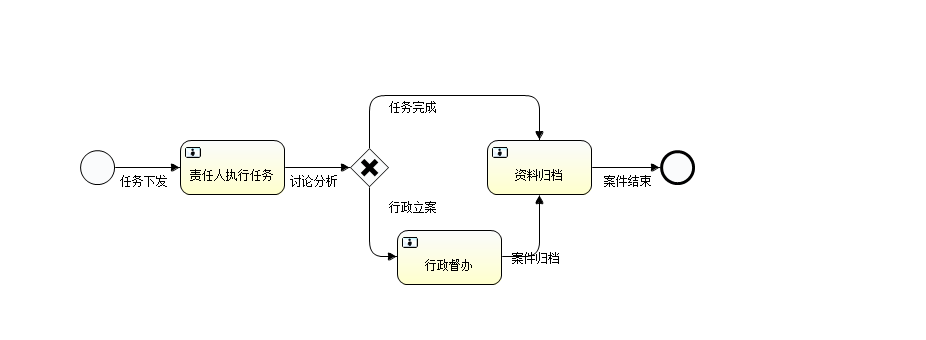 任务完成
任务下发
责任人执行任务
讨论分析
资料归档
案件结束
行政立案
行政督办
案件归档